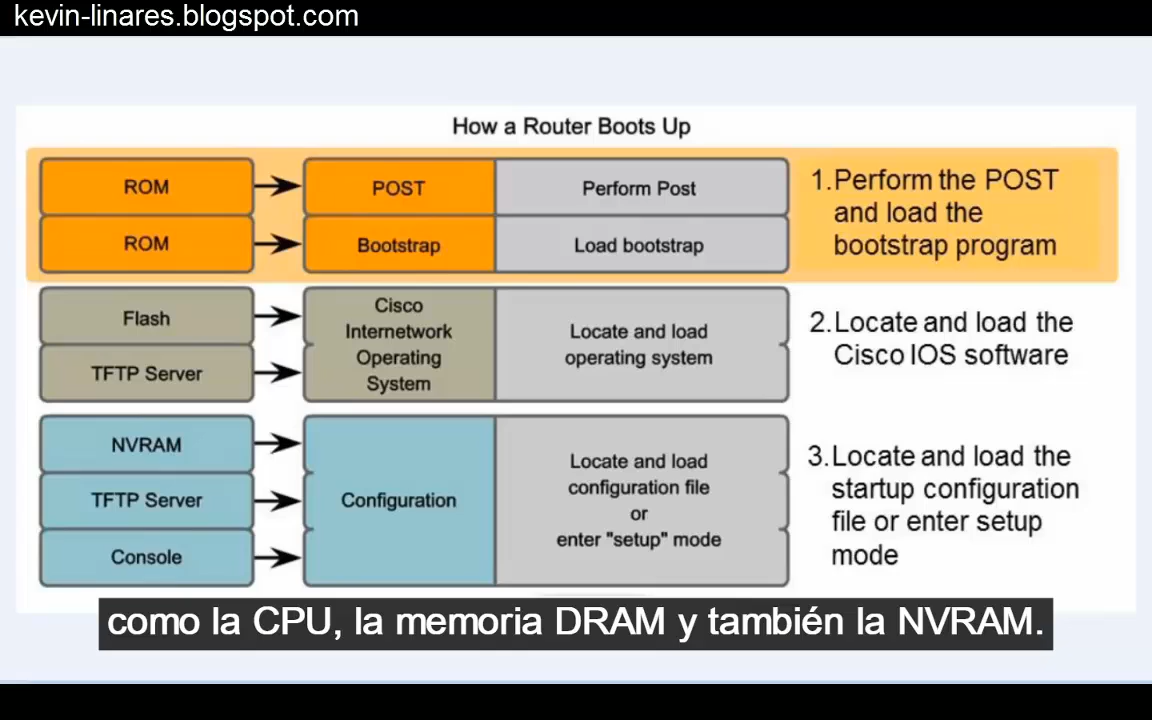 kevin-linares.blogspot.com
How a Router Boots Up
ROM
POST
Perform Post
ROM
Bootstrap
Load bootstrap
1.Perform the POST
and load the
bootstrap program
Flash
TFTP Server
Cisco
Internetwork
Operating
System
Locate and load
operating system
2.Locate and load the
Cisco IOS software
NVRAM
TFTP Server
Console
Configuration
Locate and load
configuration file
or
enter "setup" mode
3.Locate and load the
startup configuration
file or enter setup
mode
como la CPU, la memoria DRAM y también la NVRAM.